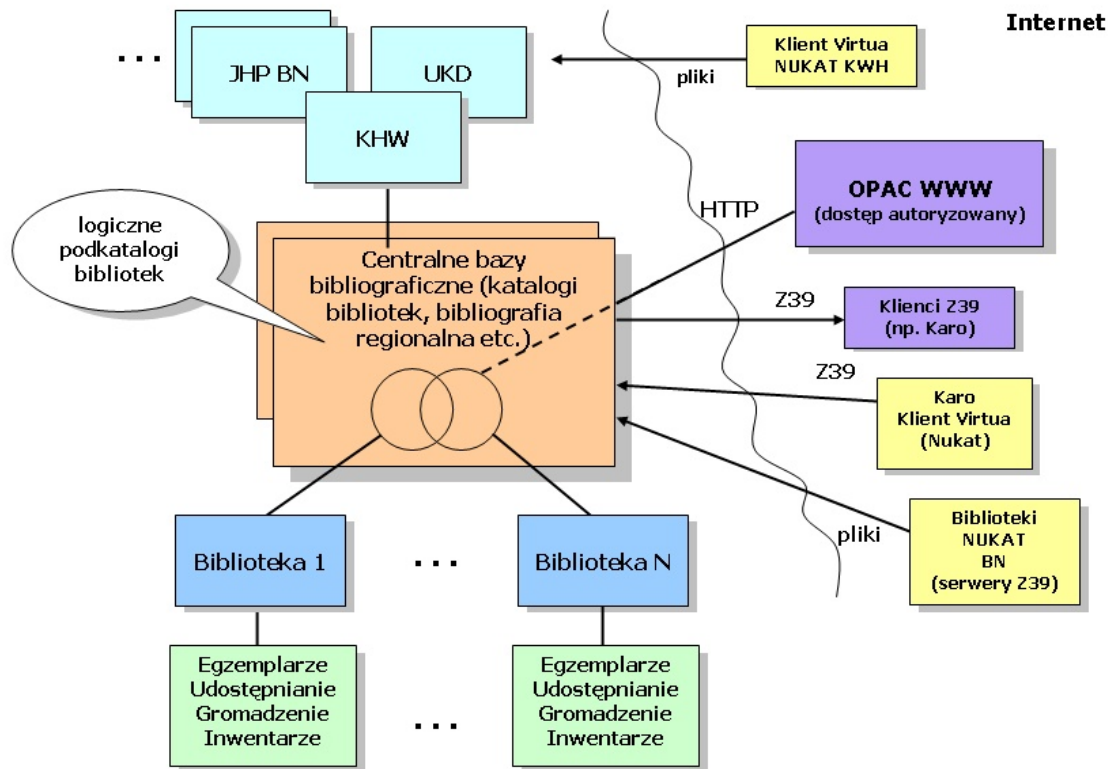 Internet
...
JHP BN
UKD
KHW
pliki
Klient Virtua
NUKAT KWH
logiczne
podkatalogi
bibliotek
Centralne bazy
bibliograficzne (katalogi
bibliotek, bibliografia
regionalna etc.)
HTTP
OPAC WWW
(dostęp autoryzowany)
Z39
Klienci Z39
(np. Karo)
Z39
Karo
Klient Virtua
(Nukat)
pliki
Biblioteki
NUKAT
BN
(serwery Z39)
Biblioteka 1
...
Biblioteka N
Egzemplarze
Udostępnianie
Gromadzenie
Inwentarze
...
Egzemplarze
Udostępnianie
Gromadzenie
Inwentarze